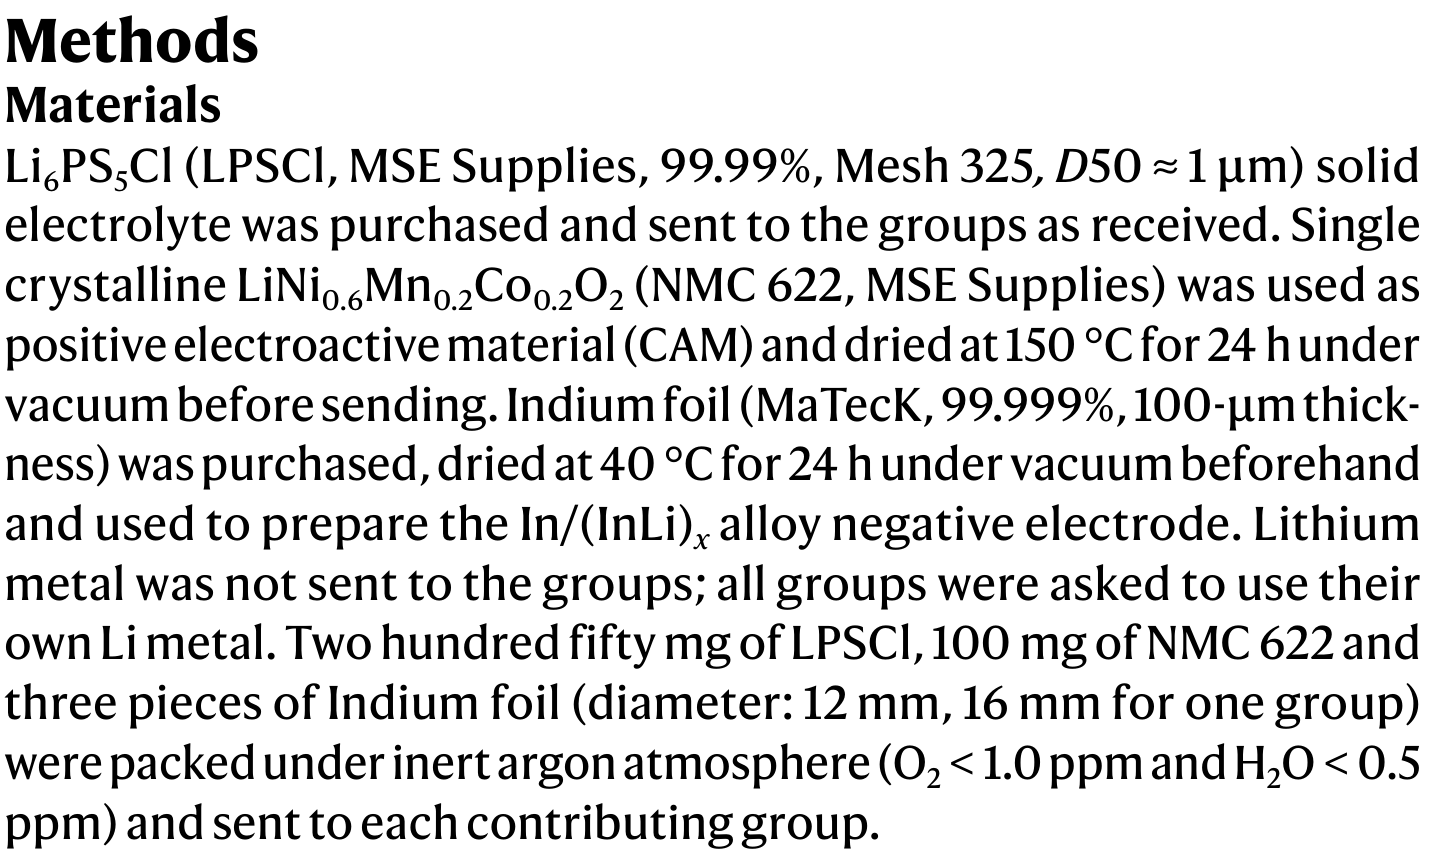 Methods
Materials
Li₆PS₅Cl (LPSCl, MSE Supplies, 99.99%, Mesh 325, D50 ≈ 1 μm) solid
electrolyte was purchased and sent to the groups as received. Single
crystalline LiNi₀.₆Mn₀.₂Co₀.₂O₂ (NMC 622, MSE Supplies) was used as
positive electroactive material (CAM) and dried at 150 °C for 24 h under
vacuum before sending. Indium foil (MaTecK, 99.999%, 100-μm thick-
ness) was purchased, dried at 40 °C for 24 h under vacuum beforehand
and used to prepare the In/(InLi)ₓ alloy negative electrode. Lithium
metal was not sent to the groups; all groups were asked to use their
own Li metal. Two hundred fifty mg of LPSCl, 100 mg of NMC 622 and
three pieces of Indium foil (diameter: 12 mm, 16 mm for one group)
were packed under inert argon atmosphere (O₂ < 1.0 ppm and H₂O < 0.5
ppm) and sent to each contributing group.